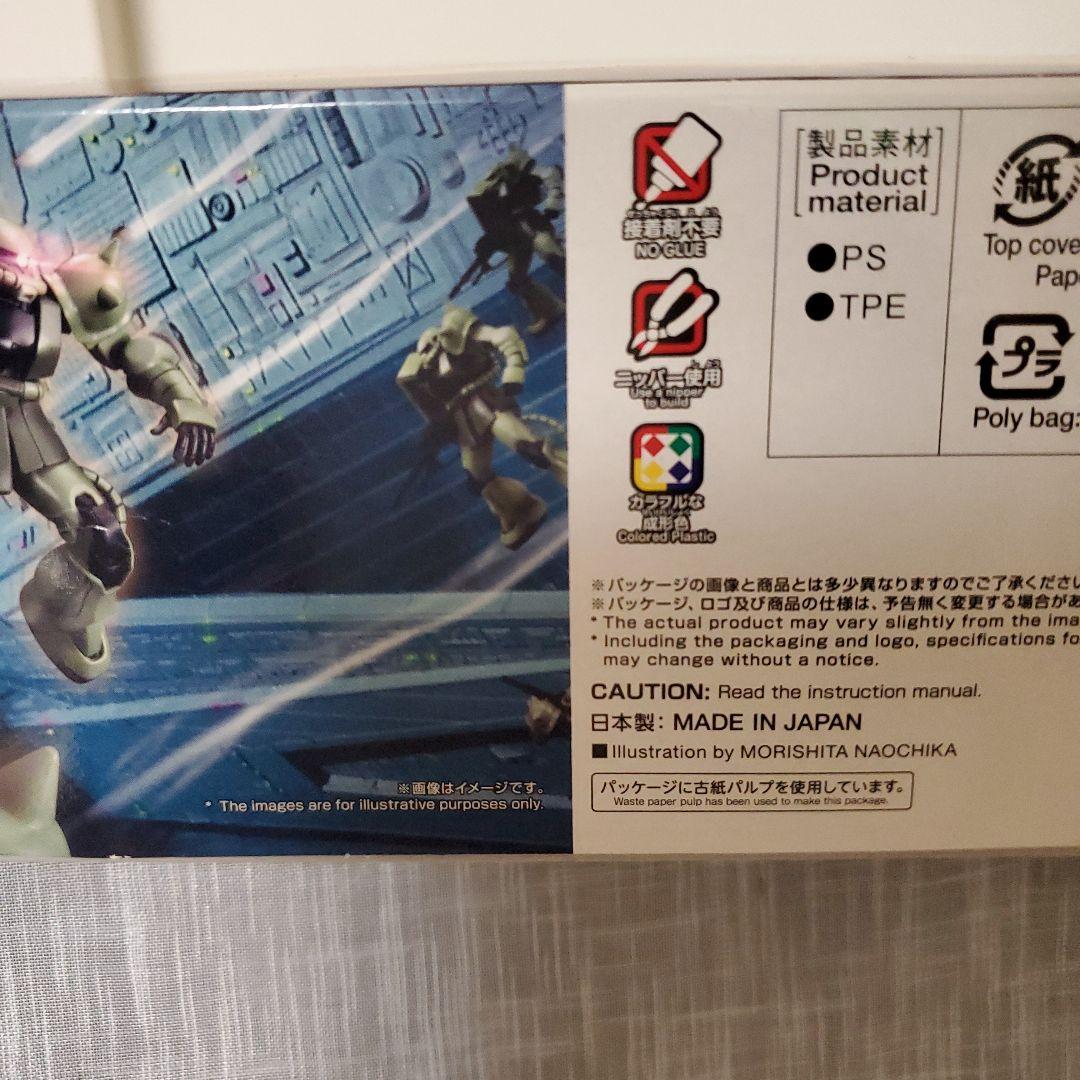 ※画像はイメージです。
* The images are for illustrative purposes only.
接着剤不要
NO GLUE
ニッパー使用
Use a nipper
to build
カラフルな
成形色
Colored Plastic
[製品素材
Product
material]
●PS
●TPE
紙
Top cove
Pap
プラ
Poly bag:
※パッケージの画像と商品とは多少異なりますのでご了承ください
※パッケージ、ロゴ及び商品の仕様は、予告無く変更する場合があ
* The actual product may vary slightly from the ima
* Including the packaging and logo, specifications fo
may change without a notice.
CAUTION: Read the instruction manual.
日本製: MADE IN JAPAN
■Illustration by MORISHITA NAOCHIKA
パッケージに古紙パルプを使用しています。
Waste paper pulp has been used to make this package.